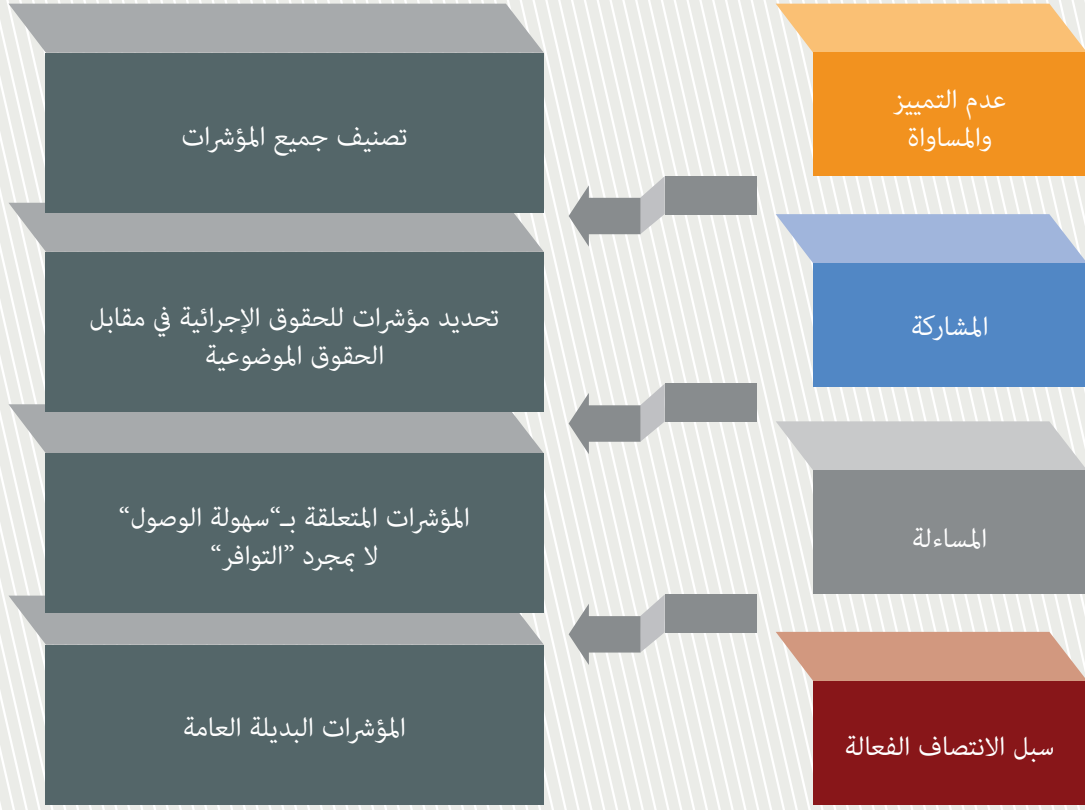 عدم التمييز
والمساواة
المشاركة
المساءلة
سبل الانتصاف الفعالة
تصنيف جميع المؤشرات
تحديد مؤشرات للحقوق الإجرائية في مقابل
الحقوق الموضوعية
المؤشرات المتعلقة بـ“سهولة الوصول“
لا بمجرد ”التوافر“
المؤشرات البديلة العامة